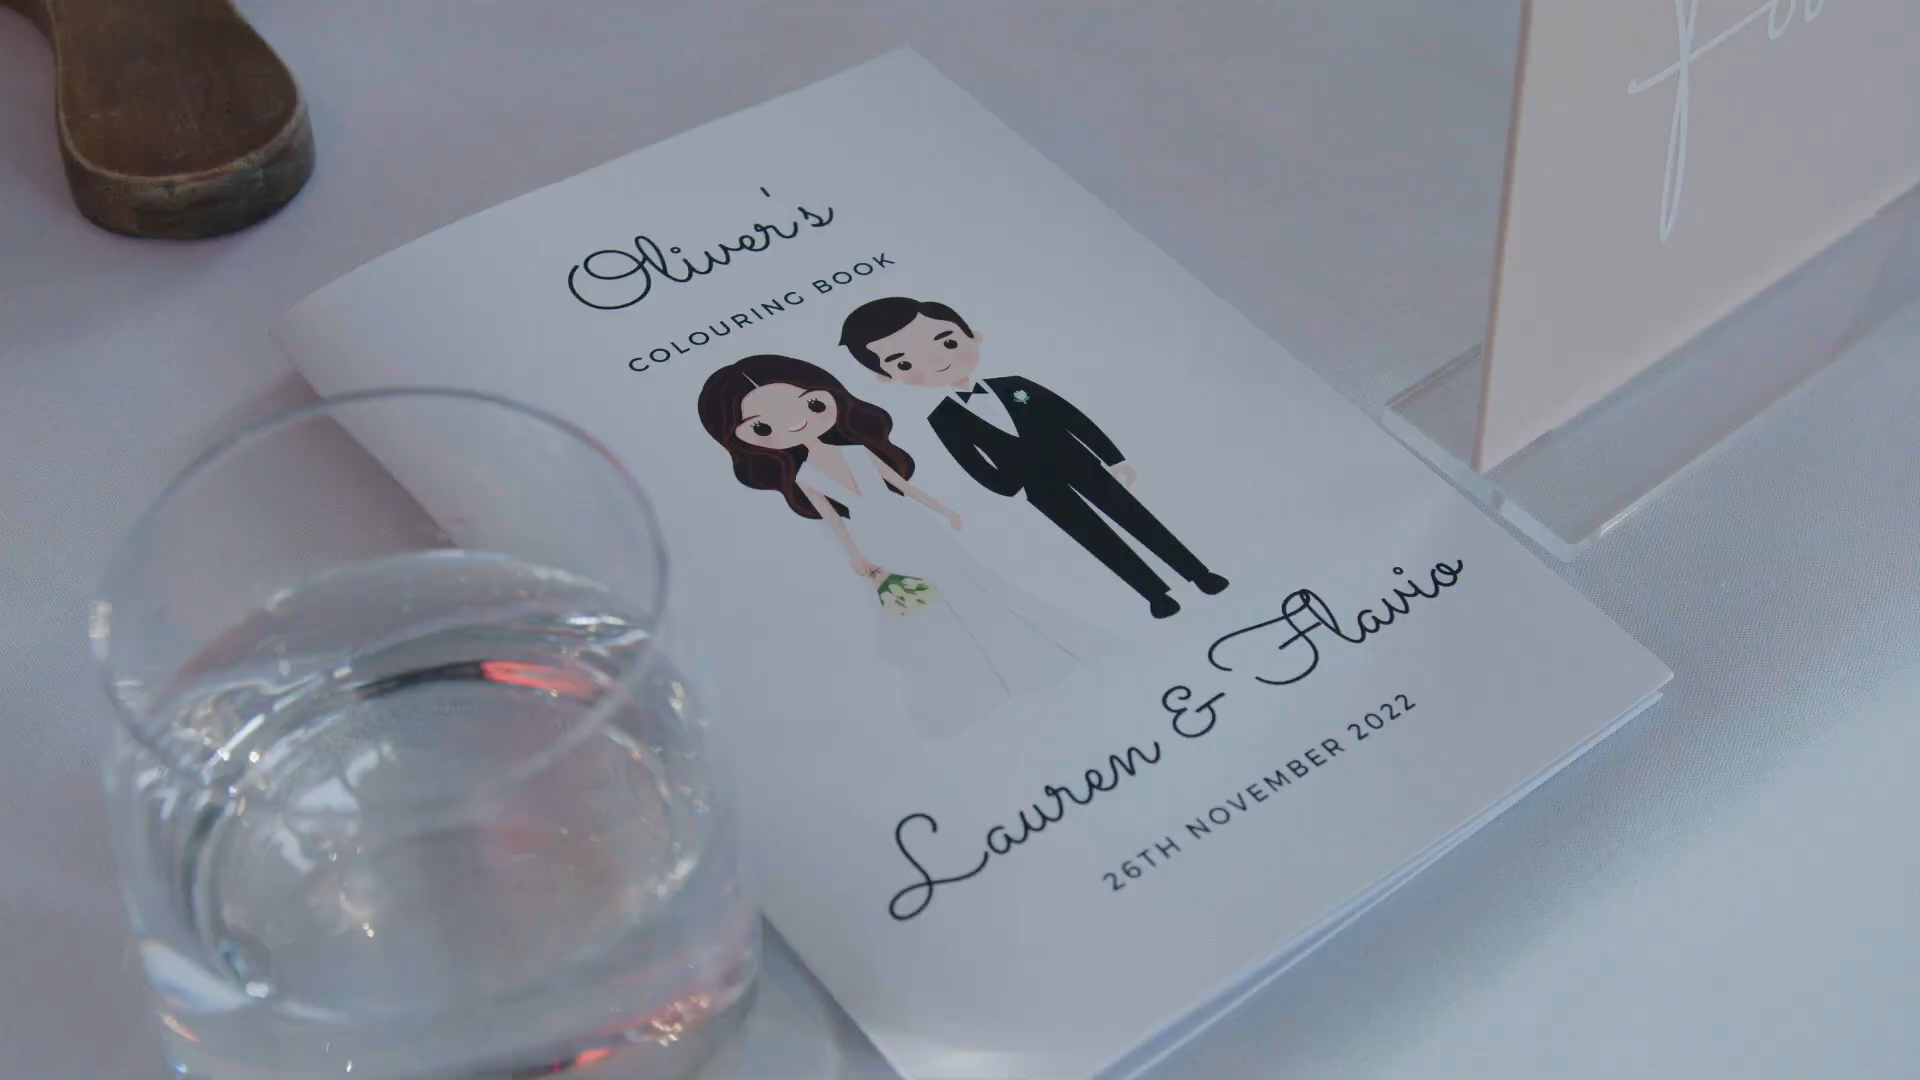 Oliver's
COLOURING BOOK
Lauren & Flavio
26TH NOVEMBER 2022